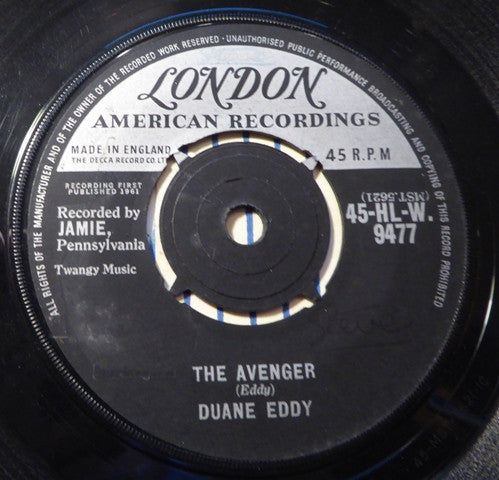 ALL RIGHTS OF THE MANUFACTURER AND OF THE OWNER OF THE RECORDED WORK RESERVED · UNAUTHORISED PUBLIC PERFORMANCE BROADCASTING AND COPYING OF THIS RECORD PROHIBITED
LONDON
AMERICAN RECORDINGS
MADE IN ENGLAND
THE DECCA RECORD CO LTD
45 R.P.M
RECORDING FIRST
PUBLISHED 1961
Recorded by
JAMIE,
Pennsylvania
Twangy Music
(MST.5621)
45-HL-W.
9477
THE AVENGER
(Eddy)
DUANE EDDY